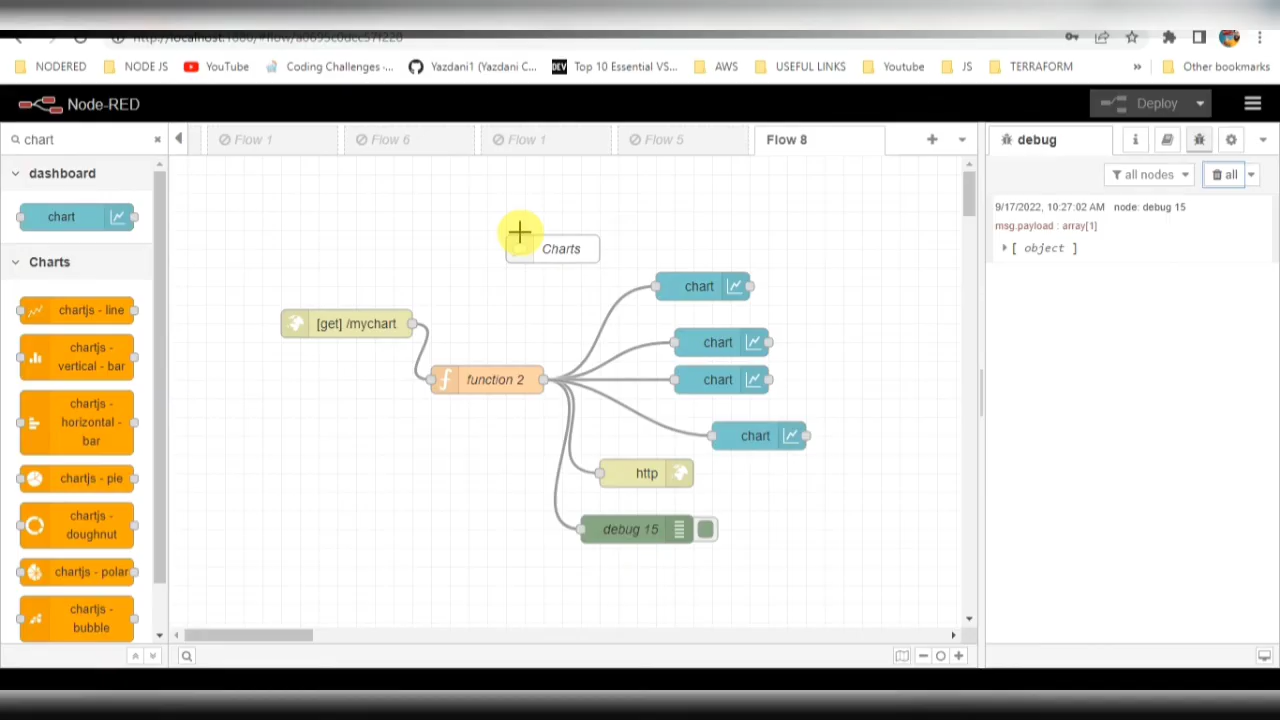 NODERED NODE JS YouTube Coding Challenges -... Yazdani1 (Yazdani C... DEV Top 10 Essential VS... AWS USEFUL LINKS Youtube JS TERRAFORM » Other bookmarks
Node-RED Deploy
chart Flow 1 Flow 6 Flow 1 Flow 5 Flow 8 debug
dashboard
all nodes all
chart
9/17/2022, 10:27:02 AM node: debug 15
msg.payload : array[1]
[ object ]
Charts
Charts
chart
chartjs - line
[get] /mychart
chart
chartjs -
vertical - bar
function 2
chart
chartjs -
horizontal -
bar
chart
chartjs - pie
http
chartjs -
doughnut
debug 15
chartjs - polar
chartjs -
bubble